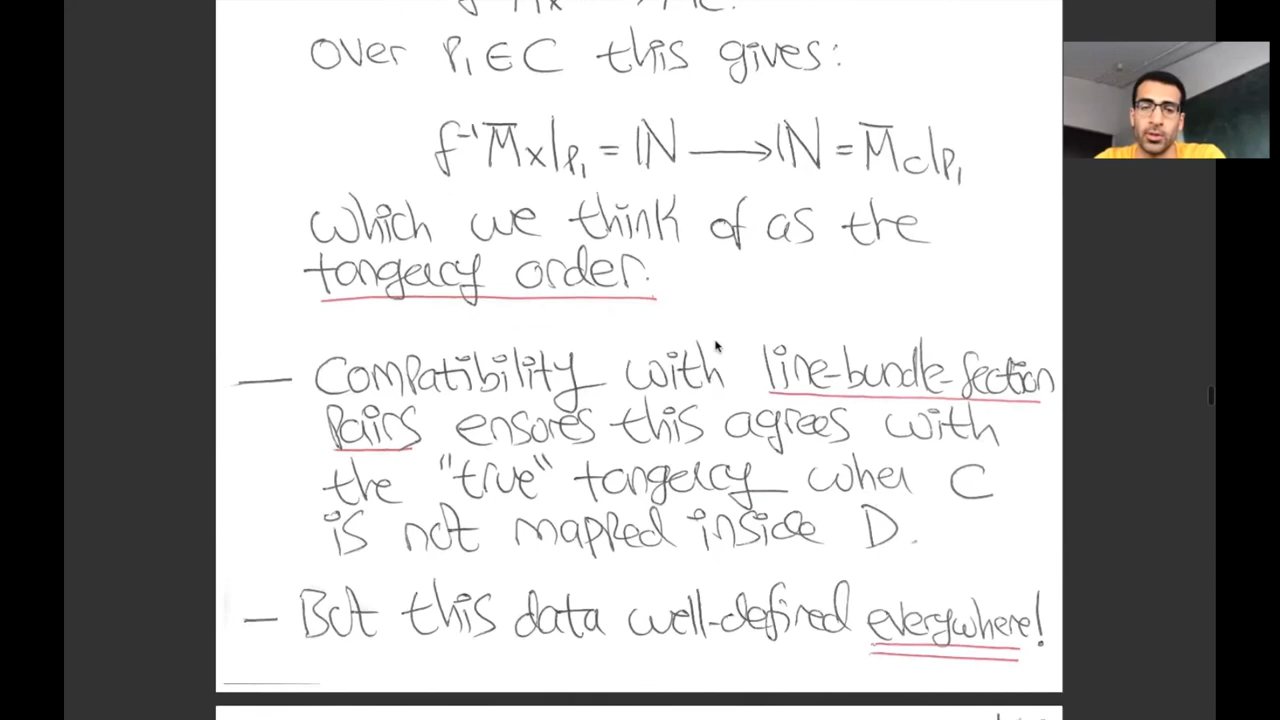 Over P₁ ∈ C this gives:
f⁻¹M̅x|p₁ = ℕ ⟶ ℕ = M̅c|p₁
which we think of as the
tangency order.
— Compatibility with line-bundle-section
pairs ensures this agrees with
the "true" tangency when C
is not mapped inside D.
— But this data well-defined everywhere!